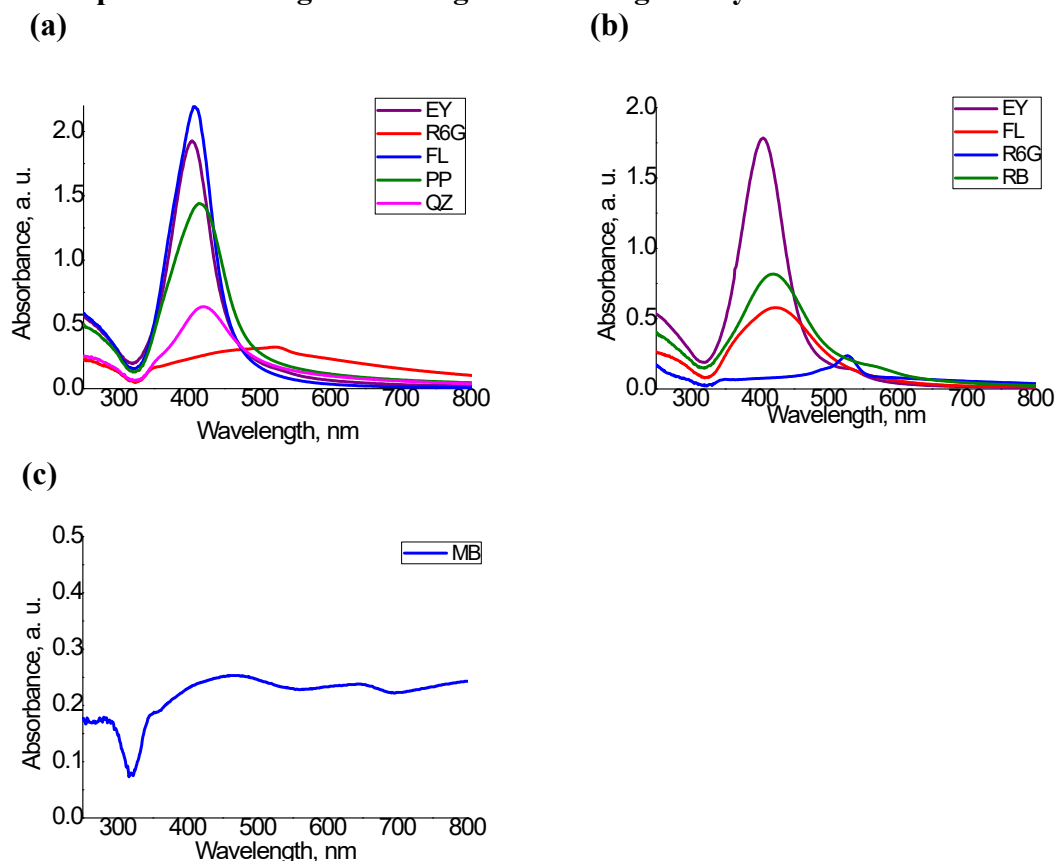 (a)
EY
R6G
FL
PP
QZ
2.0
1.5
1.0
0.5
0.0
Absorbance, a. u.
300 400 500 600 700 800
Wavelength, nm
(b)
EY
FL
R6G
RB
2.0
1.5
1.0
0.5
0.0
Absorbance, a. u.
300 400 500 600 700 800
Wavelength, nm
(c)
MB
0.5
0.4
0.3
0.2
0.1
0.0
Absorbance, a. u.
300 400 500 600 700 800
Wavelength, nm